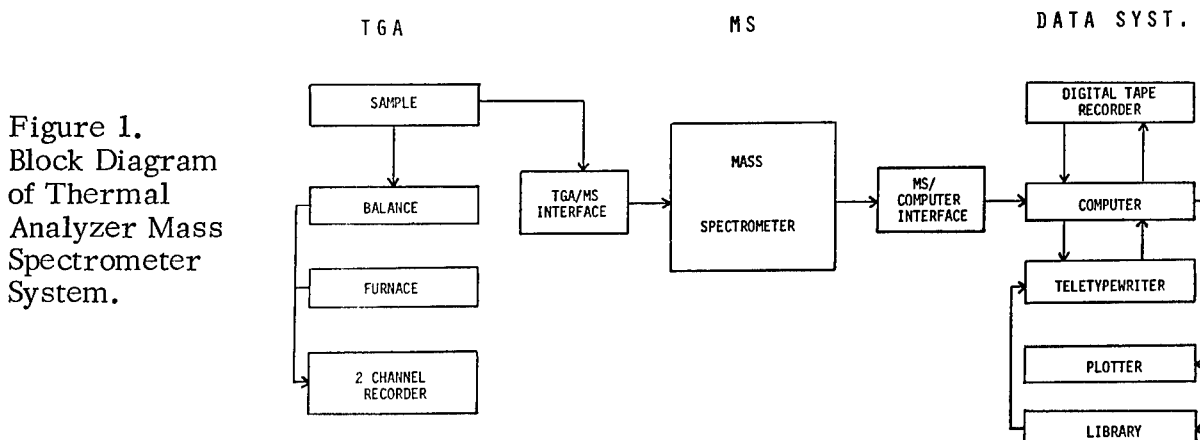 TGA
MS
DATA SYST.
Figure 1.
Block Diagram
of Thermal
Analyzer Mass
Spectrometer
System.
SAMPLE
BALANCE
FURNACE
2 CHANNEL
RECORDER
TGA/MS
INTERFACE
MASS
SPECTROMETER
MS/
COMPUTER
INTERFACE
DIGITAL TAPE
RECORDER
COMPUTER
TELETYPEWRITER
PLOTTER
LIBRARY